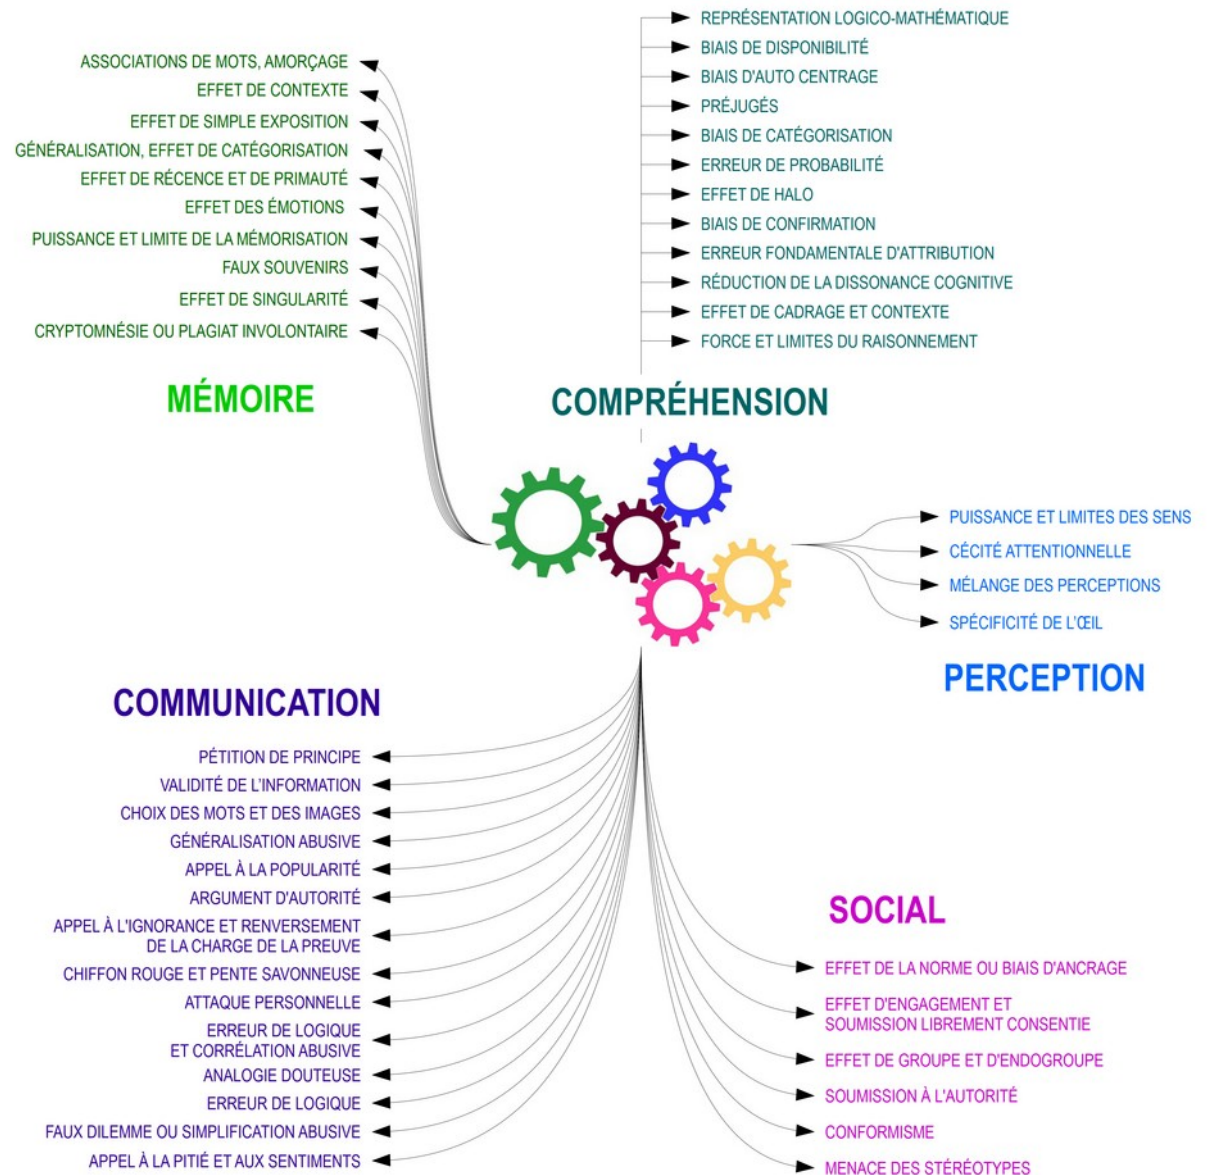 ASSOCIATIONS DE MOTS, AMORÇAGE
EFFET DE CONTEXTE
EFFET DE SIMPLE EXPOSITION
GÉNÉRALISATION, EFFET DE CATÉGORISATION
EFFET DE RÉCENCE ET DE PRIMAUTÉ
EFFET DES ÉMOTIONS
PUISSANCE ET LIMITE DE LA MÉMORISATION
FAUX SOUVENIRS
EFFET DE SINGULARITÉ
CRYPTOMNÉSIE OU PLAGIAT INVOLONTAIRE
MÉMOIRE
REPRÉSENTATION LOGICO-MATHÉMATIQUE
BIAIS DE DISPONIBILITÉ
BIAIS D'AUTO CENTRAGE
PRÉJUGÉS
BIAIS DE CATÉGORISATION
ERREUR DE PROBABILITÉ
EFFET DE HALO
BIAIS DE CONFIRMATION
ERREUR FONDAMENTALE D'ATTRIBUTION
RÉDUCTION DE LA DISSONANCE COGNITIVE
EFFET DE CADRAGE ET CONTEXTE
FORCE ET LIMITES DU RAISONNEMENT
COMPRÉHENSION
PUISSANCE ET LIMITES DES SENS
CÉCITÉ ATTENTIONNELLE
MÉLANGE DES PERCEPTIONS
SPÉCIFICITÉ DE L'ŒIL
PERCEPTION
COMMUNICATION
PÉTITION DE PRINCIPE
VALIDITÉ DE L'INFORMATION
CHOIX DES MOTS ET DES IMAGES
GÉNÉRALISATION ABUSIVE
APPEL À LA POPULARITÉ
ARGUMENT D'AUTORITÉ
APPEL À L'IGNORANCE ET RENVERSEMENT
DE LA CHARGE DE LA PREUVE
CHIFFON ROUGE ET PENTE SAVONNEUSE
ATTAQUE PERSONNELLE
ERREUR DE LOGIQUE
ET CORRÉLATION ABUSIVE
ANALOGIE DOUTEUSE
ERREUR DE LOGIQUE
FAUX DILEMME OU SIMPLIFICATION ABUSIVE
APPEL À LA PITIÉ ET AUX SENTIMENTS
SOCIAL
EFFET DE LA NORME OU BIAIS D'ANCRAGE
EFFET D'ENGAGEMENT ET
SOUMISSION LIBREMENT CONSENTIE
EFFET DE GROUPE ET D'ENDOGROUPE
SOUMISSION À L'AUTORITÉ
CONFORMISME
MENACE DES STÉRÉOTYPES